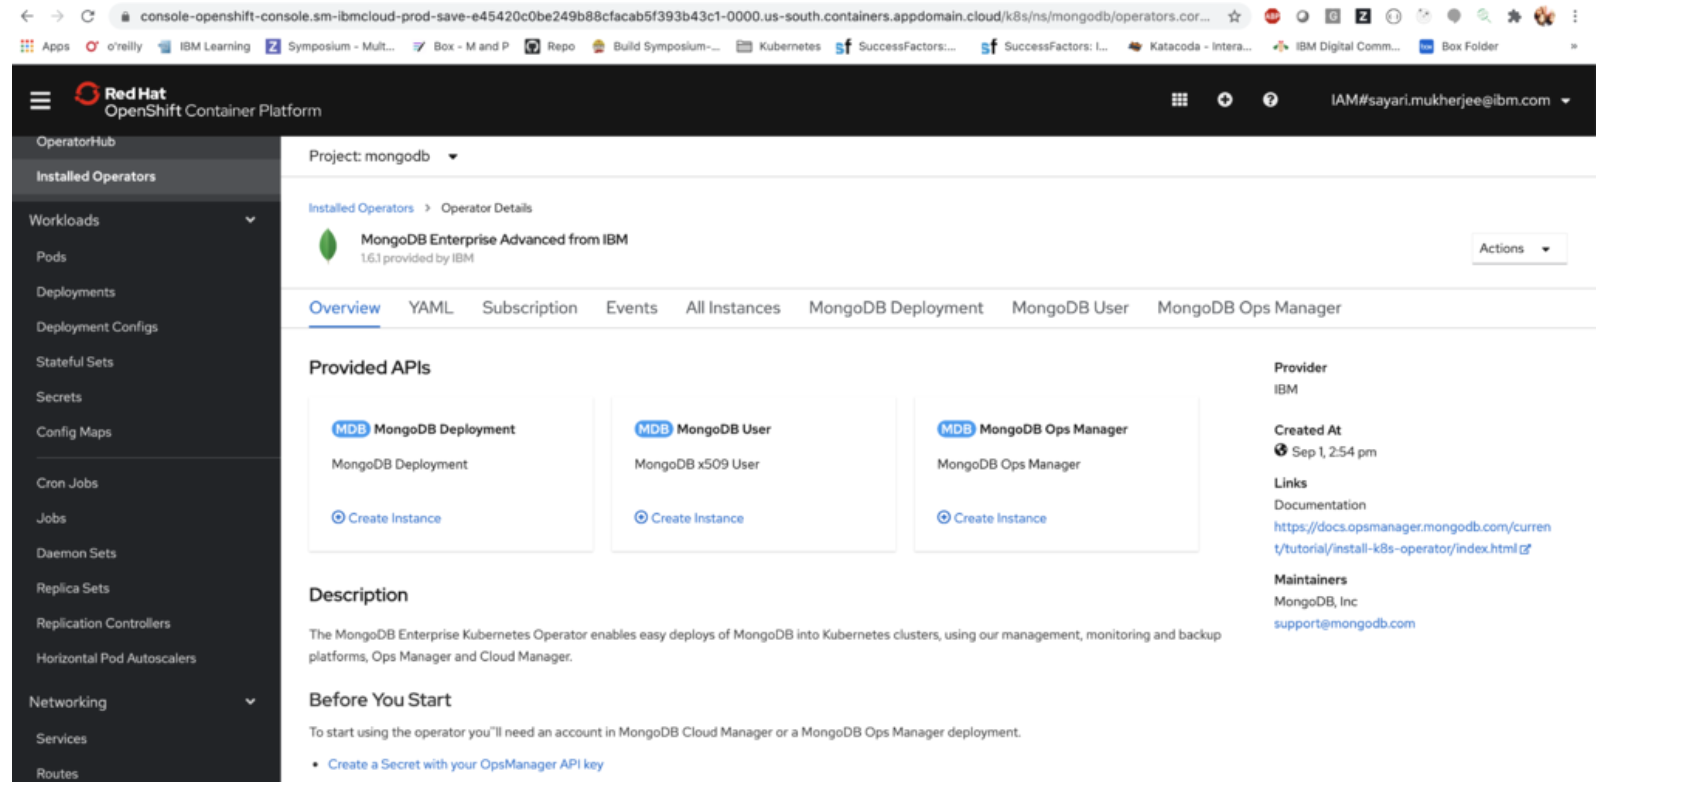 console-openshift-console.sm-ibmcloud-prod-save-e45420c0be249b88cfacab5f393b43c1-0000.us-south.containers.appdomain.cloud/k8s/ns/mongodb/operators.cor...
Apps o'reilly IBM Learning Symposium - Mult... Box - M and P Repo Build Symposium-... Kubernetes SuccessFactors:... SuccessFactors: I... Katacoda - Intera... IBM Digital Comm... Box Folder »
Red Hat
OpenShift Container Platform
IAM#sayari.mukherjee@ibm.com
OperatorHub
Installed Operators
Workloads
Pods
Deployments
Deployment Configs
Stateful Sets
Secrets
Config Maps
Cron Jobs
Jobs
Daemon Sets
Replica Sets
Replication Controllers
Horizontal Pod Autoscalers
Networking
Services
Routes
Project: mongodb
Installed Operators > Operator Details
MongoDB Enterprise Advanced from IBM
1.6.1 provided by IBM
Actions
Overview YAML Subscription Events All Instances MongoDB Deployment MongoDB User MongoDB Ops Manager
Provided APIs
MDB MongoDB Deployment
MongoDB Deployment
Create Instance
MDB MongoDB User
MongoDB x509 User
Create Instance
MDB MongoDB Ops Manager
MongoDB Ops Manager
Create Instance
Description
The MongoDB Enterprise Kubernetes Operator enables easy deploys of MongoDB into Kubernetes clusters, using our management, monitoring and backup
platforms, Ops Manager and Cloud Manager.
Before You Start
To start using the operator you''ll need an account in MongoDB Cloud Manager or a MongoDB Ops Manager deployment.
• Create a Secret with your OpsManager API key
Provider
IBM
Created At
Sep 1, 2:54 pm
Links
Documentation
https://docs.opsmanager.mongodb.com/curren
t/tutorial/install-k8s-operator/index.html
Maintainers
MongoDB, Inc
support@mongodb.com